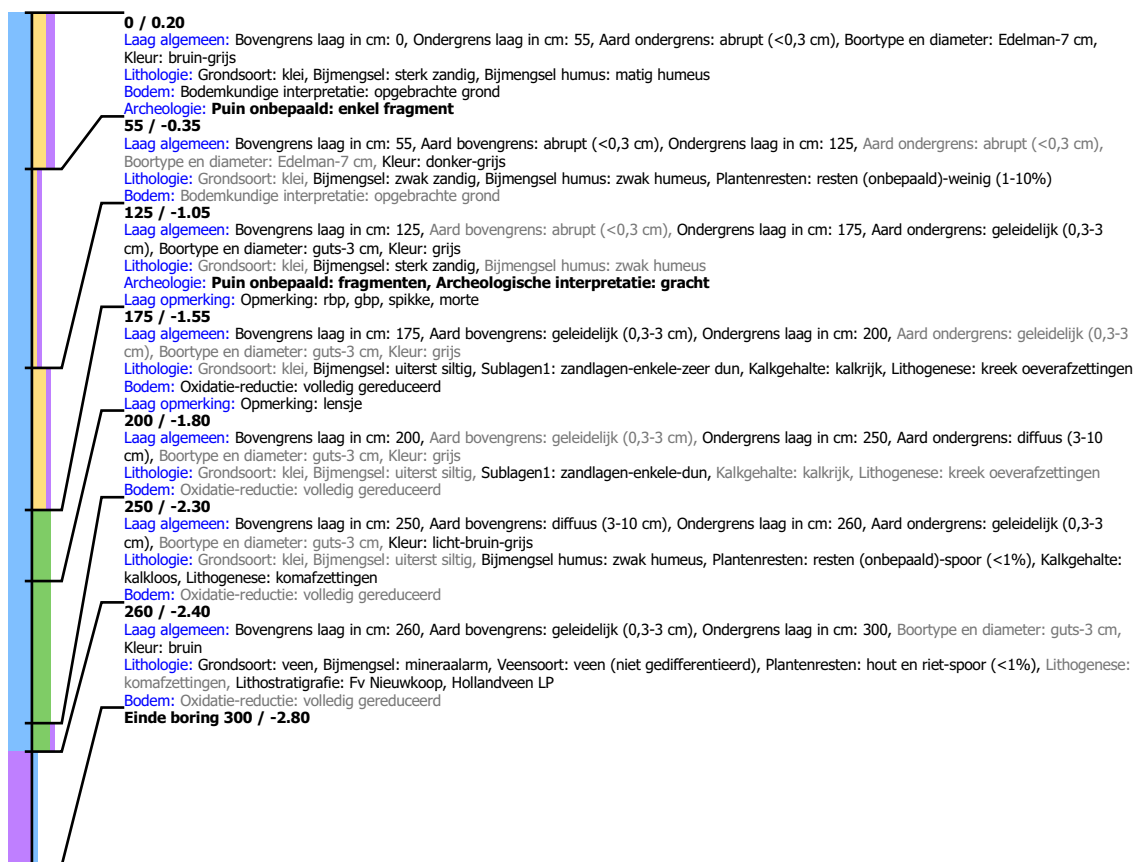 0 / 0.20
Laag algemeen: Bovengrens laag in cm: 0, Ondergrens laag in cm: 55, Aard ondergrens: abrupt (<0,3 cm), Boortype en diameter: Edelman-7 cm,
Kleur: bruin-grijs
Lithologie: Grondsoort: klei, Bijmengsel: sterk zandig, Bijmengsel humus: matig humeus
Bodem: Bodemkundige interpretatie: opgebrachte grond
Archeologie: Puin onbepaald: enkel fragment
55 / -0.35
Laag algemeen: Bovengrens laag in cm: 55, Aard bovengrens: abrupt (<0,3 cm), Ondergrens laag in cm: 125, Aard ondergrens: abrupt (<0,3 cm),
Boortype en diameter: Edelman-7 cm, Kleur: donker-grijs
Lithologie: Grondsoort: klei, Bijmengsel: zwak zandig, Bijmengsel humus: zwak humeus, Plantenresten: resten (onbepaald)-weinig (1-10%)
Bodem: Bodemkundige interpretatie: opgebrachte grond
125 / -1.05
Laag algemeen: Bovengrens laag in cm: 125, Aard bovengrens: abrupt (<0,3 cm), Ondergrens laag in cm: 175, Aard ondergrens: geleidelijk (0,3-3
cm), Boortype en diameter: guts-3 cm, Kleur: grijs
Lithologie: Grondsoort: klei, Bijmengsel: sterk zandig, Bijmengsel humus: zwak humeus
Archeologie: Puin onbepaald: fragmenten, Archeologische interpretatie: gracht
Laag opmerking: Opmerking: rbp, gbp, spikke, morte
175 / -1.55
Laag algemeen: Bovengrens laag in cm: 175, Aard bovengrens: geleidelijk (0,3-3 cm), Ondergrens laag in cm: 200, Aard ondergrens: geleidelijk (0,3-3
cm), Boortype en diameter: guts-3 cm, Kleur: grijs
Lithologie: Grondsoort: klei, Bijmengsel: uiterst siltig, Sublagen1: zandlagen-enkele-zeer dun, Kalkgehalte: kalkrijk, Lithogenese: kreek oeverafzettingen
Bodem: Oxidatie-reductie: volledig gereduceerd
Laag opmerking: Opmerking: lensje
200 / -1.80
Laag algemeen: Bovengrens laag in cm: 200, Aard bovengrens: geleidelijk (0,3-3 cm), Ondergrens laag in cm: 250, Aard ondergrens: diffuus (3-10
cm), Boortype en diameter: guts-3 cm, Kleur: grijs
Lithologie: Grondsoort: klei, Bijmengsel: uiterst siltig, Sublagen1: zandlagen-enkele-dun, Kalkgehalte: kalkrijk, Lithogenese: kreek oeverafzettingen
Bodem: Oxidatie-reductie: volledig gereduceerd
250 / -2.30
Laag algemeen: Bovengrens laag in cm: 250, Aard bovengrens: diffuus (3-10 cm), Ondergrens laag in cm: 260, Aard ondergrens: geleidelijk (0,3-3
cm), Boortype en diameter: guts-3 cm, Kleur: licht-bruin-grijs
Lithologie: Grondsoort: klei, Bijmengsel: uiterst siltig, Bijmengsel humus: zwak humeus, Plantenresten: resten (onbepaald)-spoor (<1%), Kalkgehalte:
kalkloos, Lithogenese: komafzettingen
Bodem: Oxidatie-reductie: volledig gereduceerd
260 / -2.40
Laag algemeen: Bovengrens laag in cm: 260, Aard bovengrens: geleidelijk (0,3-3 cm), Ondergrens laag in cm: 300, Boortype en diameter: guts-3 cm,
Kleur: bruin
Lithologie: Grondsoort: veen, Bijmengsel: mineraalarm, Veensoort: veen (niet gedifferentieerd), Plantenresten: hout en riet-spoor (<1%), Lithogenese:
komafzettingen, Lithostratigrafie: Fv Nieuwkoop, Hollandveen LP
Bodem: Oxidatie-reductie: volledig gereduceerd
Einde boring 300 / -2.80